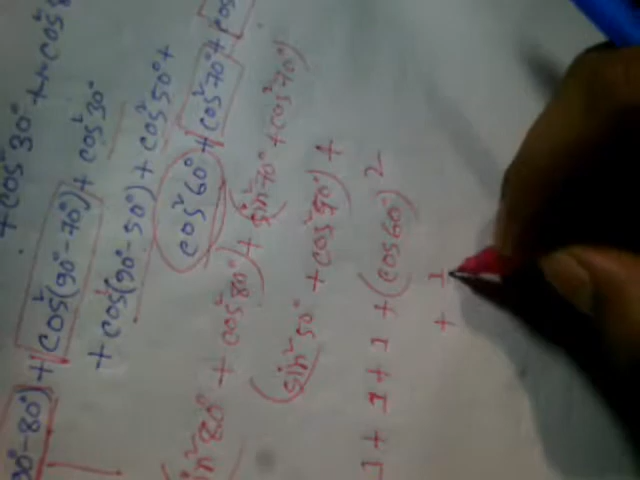 + cos²30° + + cos²
90°-80°) + cos²(90°-70°) + cos²30°
+ cos²(90°-50°) + cos²50° +
cos²60° + cos²70° + cos
sin²80° + cos²80°) + (sin²70° + cos²70°)
(sin²50° + cos²50°) +
1 + 1 + 1 + (cos60°)²
+ 1